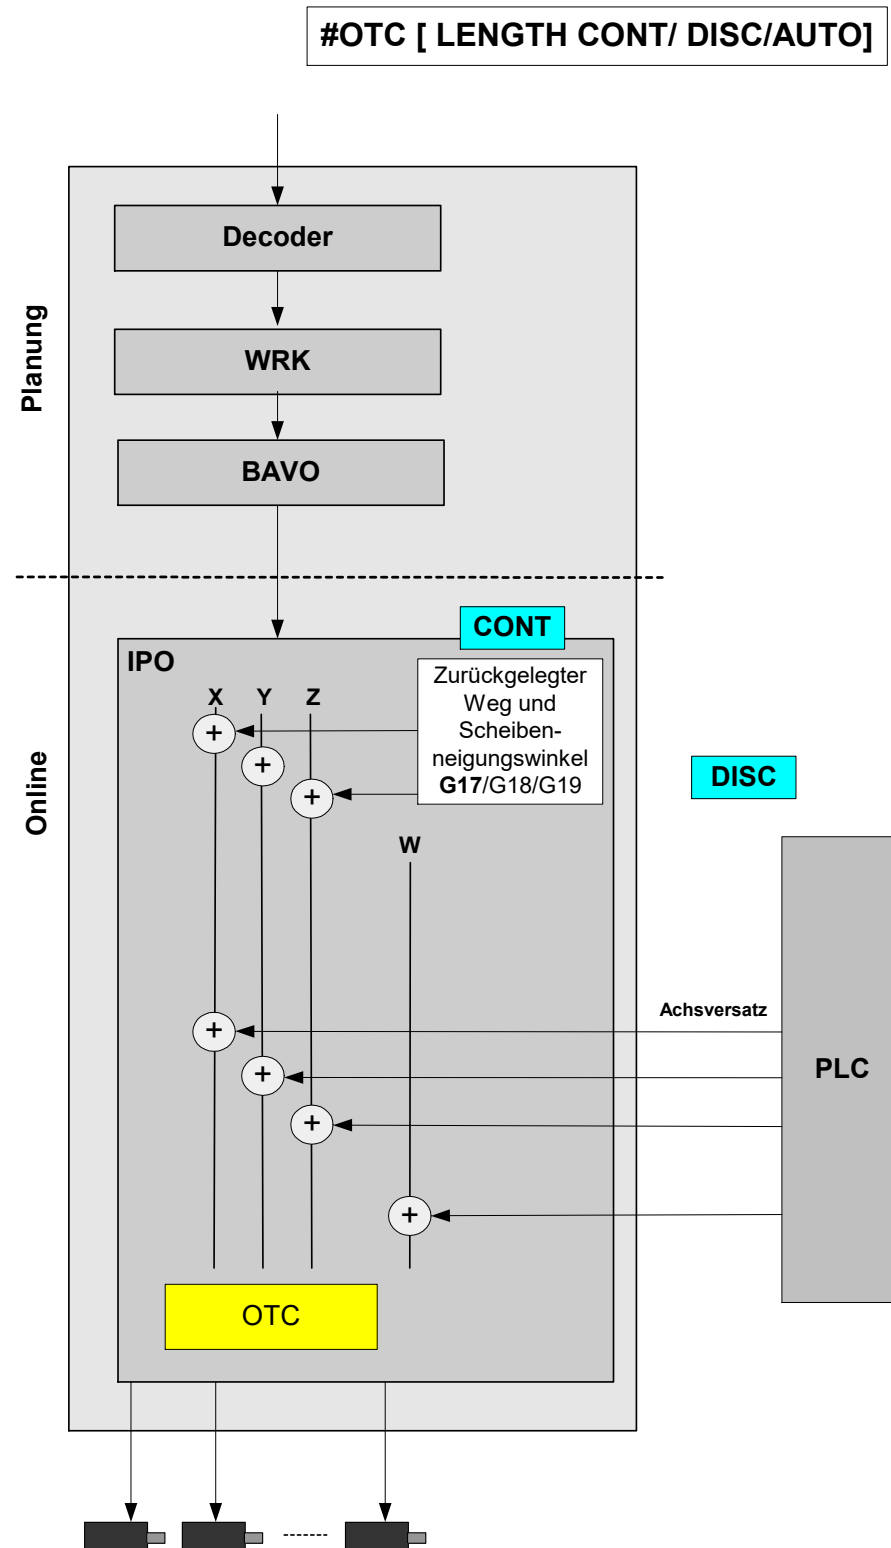 #OTC [ LENGTH CONT/ DISC/AUTO]
Planung
Decoder
WRK
BAVO
Online
CONT
IPO
X Y Z
+
+
+
Zurückgelegter
Weg und
Scheiben-
neigungswinkel
G17/G18/G19
DISC
W
Achsversatz
+
+
+
+
PLC
OTC